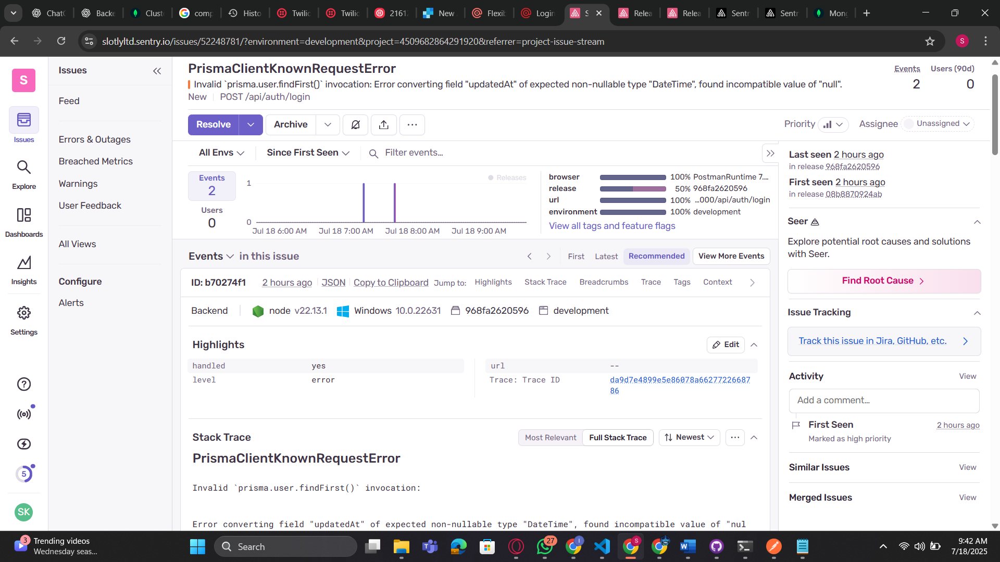 ChatG
Backe
Clust
comp
Histo
Twilic
Twilic
2161
New
Flexib
Login
S
Relea
Relea
Sentr
Sentr
Mong
slotlyltd.sentry.io/issues/52248781/?environment=development&project=4509682864291920&referrer=project-issue-stream
S
S
Issues
Explore
Dashboards
Insights
Settings
5
SK
Issues
Feed
Errors & Outages
Breached Metrics
Warnings
User Feedback
All Views
Configure
Alerts
PrismaClientKnownRequestError
Invalid `prisma.user.findFirst()` invocation: Error converting field "updatedAt" of expected non-nullable type "DateTime", found incompatible value of "null".
New POST /api/auth/login
Events Users (90d)
2 0
Resolve Archive
Priority Assignee Unassigned
All Envs Since First Seen Filter events...
Events
2
Users
0
Releases
1
0
Jul 18 6:00 AM Jul 18 7:00 AM Jul 18 8:00 AM Jul 18 9:00 AM
browser 100% PostmanRuntime 7....
release 50% 968fa2620596
url 100% ...000/api/auth/login
environment 100% development
View all tags and feature flags
Events in this issue
First Latest Recommended View More Events
ID: b70274f1 2 hours ago JSON Copy to Clipboard Jump to: Highlights Stack Trace Breadcrumbs Trace Tags Context
Backend node v22.13.1 Windows 10.0.22631 968fa2620596 development
Highlights
Edit
handled yes
level error
url --
Trace: Trace ID da9d7e4899e5e86078a66277226687
86
Stack Trace
Most Relevant Full Stack Trace Newest
PrismaClientKnownRequestError
Invalid `prisma.user.findFirst()` invocation:
Error converting field "updatedAt" of expected non-nullable type "DateTime", found incompatible value of "nul
Last seen 2 hours ago
in release 968fa2620596
First seen 2 hours ago
in release 08b8870924ab
Seer
Explore potential root causes and solutions
with Seer.
Find Root Cause
Issue Tracking
Track this issue in Jira, GitHub, etc.
Activity View
Add a comment...
First Seen 2 hours ago
Marked as high priority
Similar Issues View
Merged Issues View
3
Trending videos
Wednesday seas...
Search
27
9:42 AM
7/18/2025